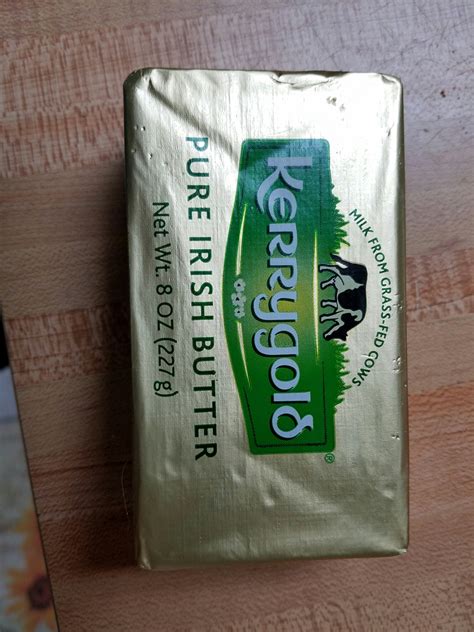 MILK FROM GRASS-FED COWS
Kerrygold®
PURE IRISH BUTTER
Net Wt. 8 OZ (227g)